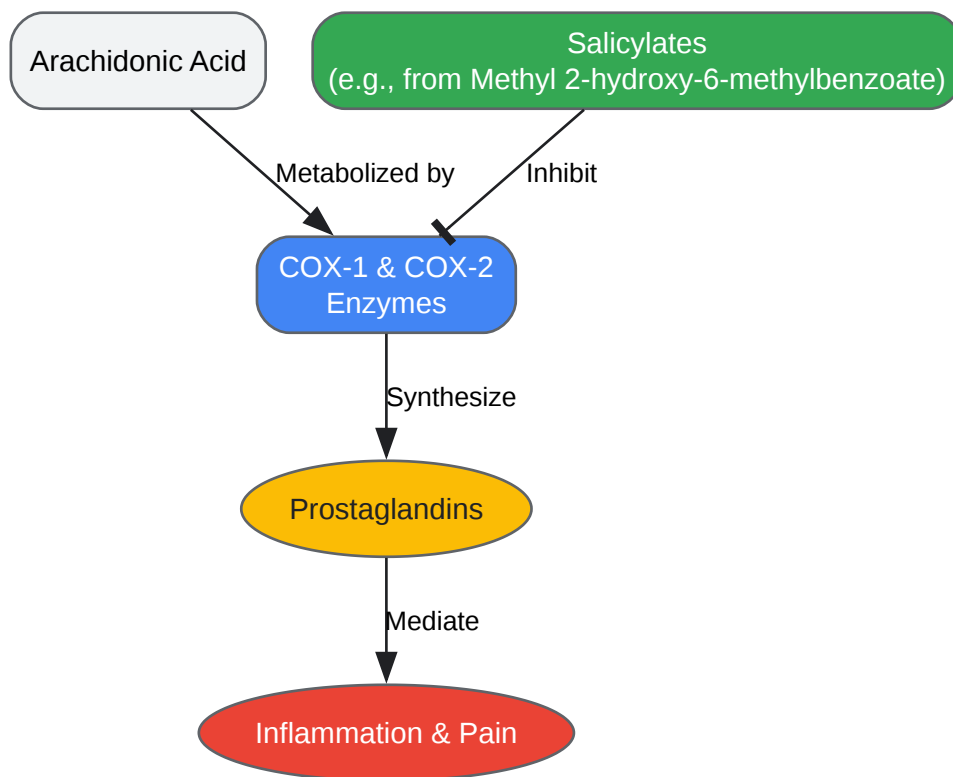 Arachidonic Acid
Salicylates
(e.g., from Methyl 2-hydroxy-6-methylbenzoate)
Metabolized by
Inhibit
COX-1 & COX-2
Enzymes
Synthesize
Prostaglandins
Mediate
Inflammation & Pain